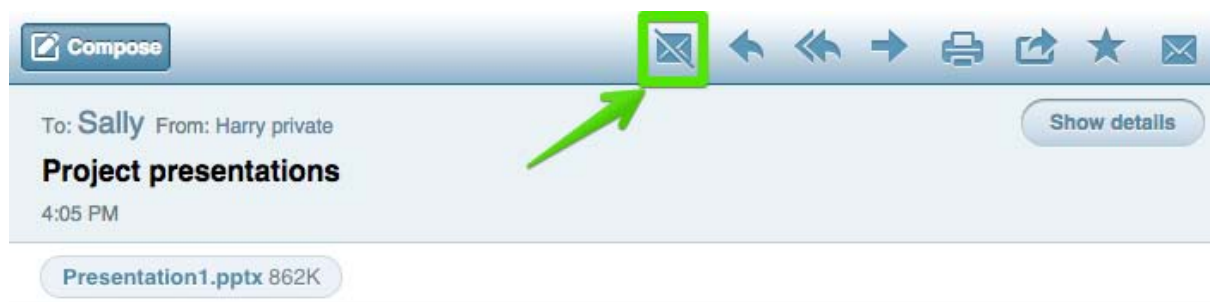 Compose
To: Sally From: Harry private
Show details
Project presentations
4:05 PM
Presentation1.pptx 862K